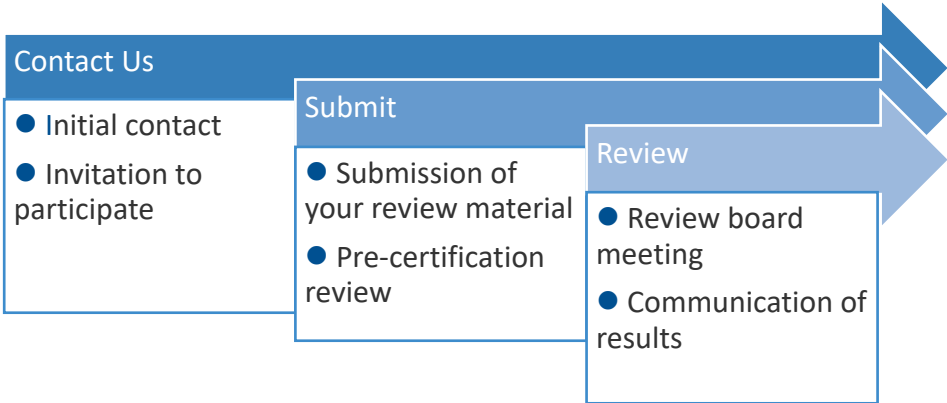 Contact Us
● Initial contact
● Invitation to
participate
Submit
● Submission of
your review material
● Pre-certification
review
Review
● Review board
meeting
● Communication of
results